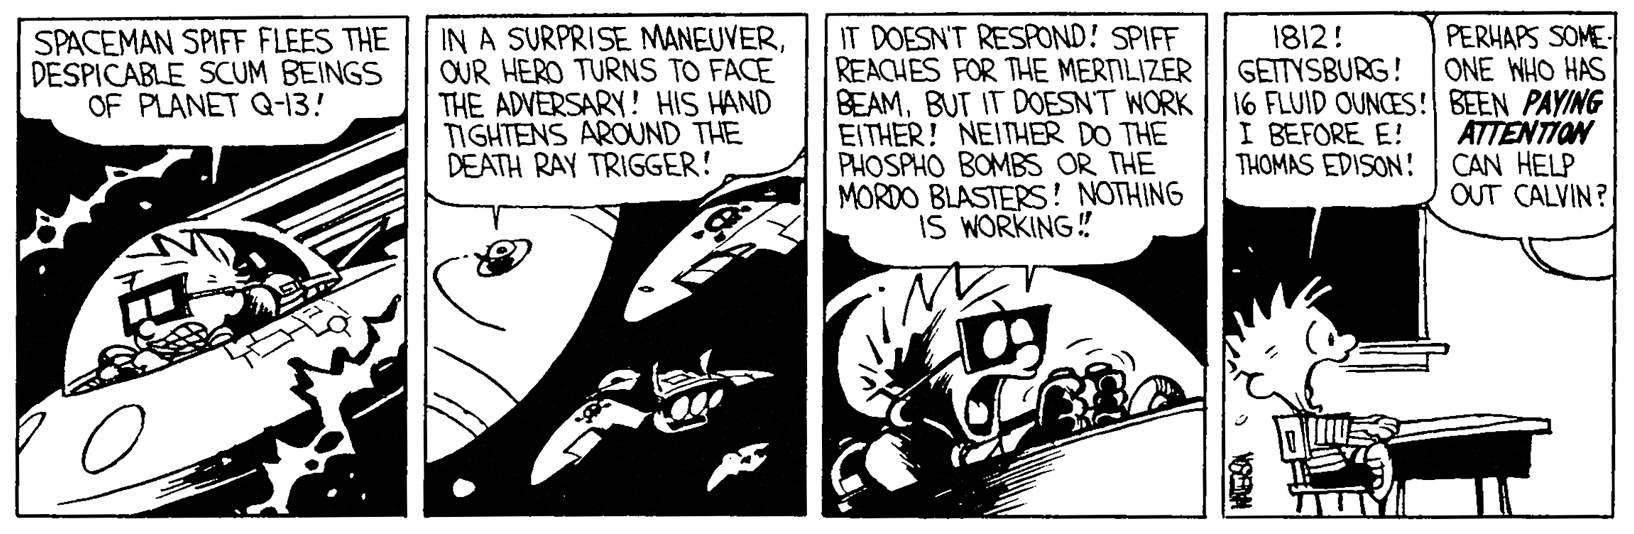 SPACEMAN SPIFF FLEES THE
DESPICABLE SCUM BEINGS
OF PLANET Q-13!
IN A SURPRISE MANEUVER,
OUR HERO TURNS TO FACE
THE ADVERSARY! HIS HAND
TIGHTENS AROUND THE
DEATH RAY TRIGGER!
IT DOESN'T RESPOND! SPIFF
REACHES FOR THE MERTILIZER
BEAM, BUT IT DOESN'T WORK
EITHER! NEITHER DO THE
PHOSPHO BOMBS OR THE
MORDO BLASTERS! NOTHING
IS WORKING!!
1812!
GETTYSBURG!
16 FLUID OUNCES!
I BEFORE E!
THOMAS EDISON!
PERHAPS SOME-
ONE WHO HAS
BEEN PAYING
ATTENTION
CAN HELP
OUT CALVIN?
WATTERSON